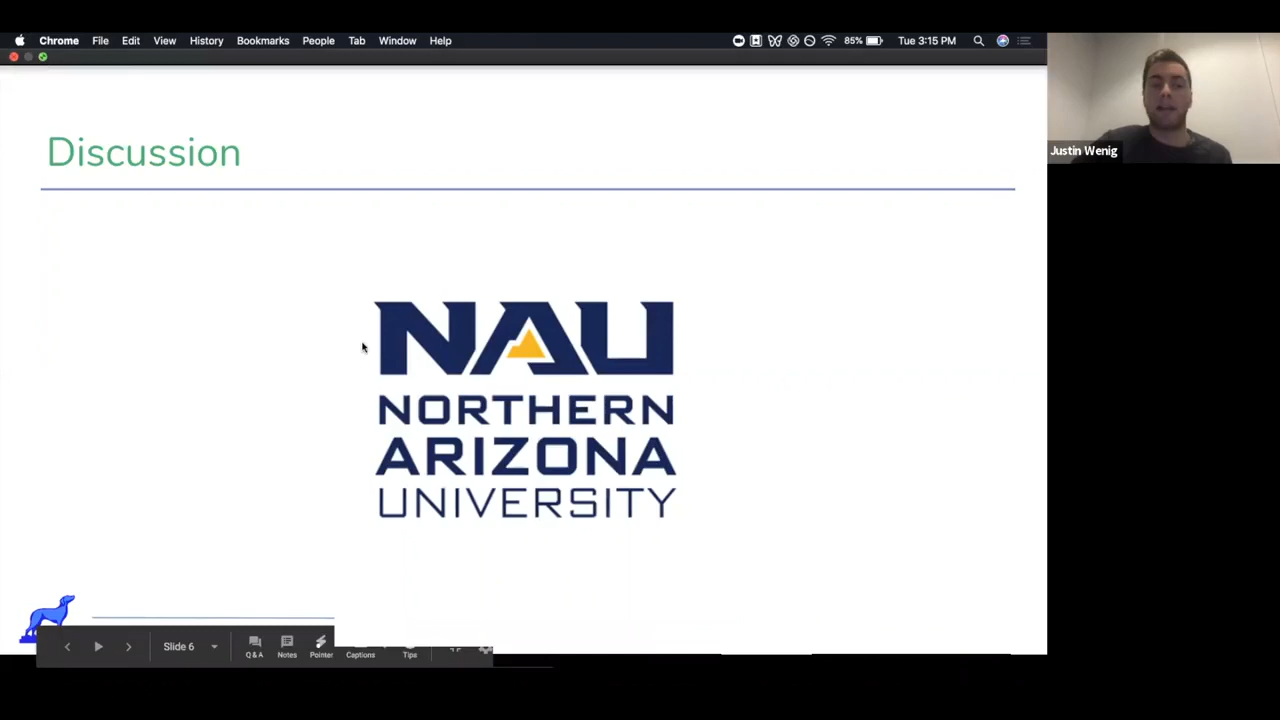 Chrome File Edit View History Bookmarks People Tab Window Help 85% Tue 3:15 PM
Justin Wenig
Discussion
NAU
NORTHERN
ARIZONA
UNIVERSITY
Slide 6
Q & A Notes Pointer Captions Tips